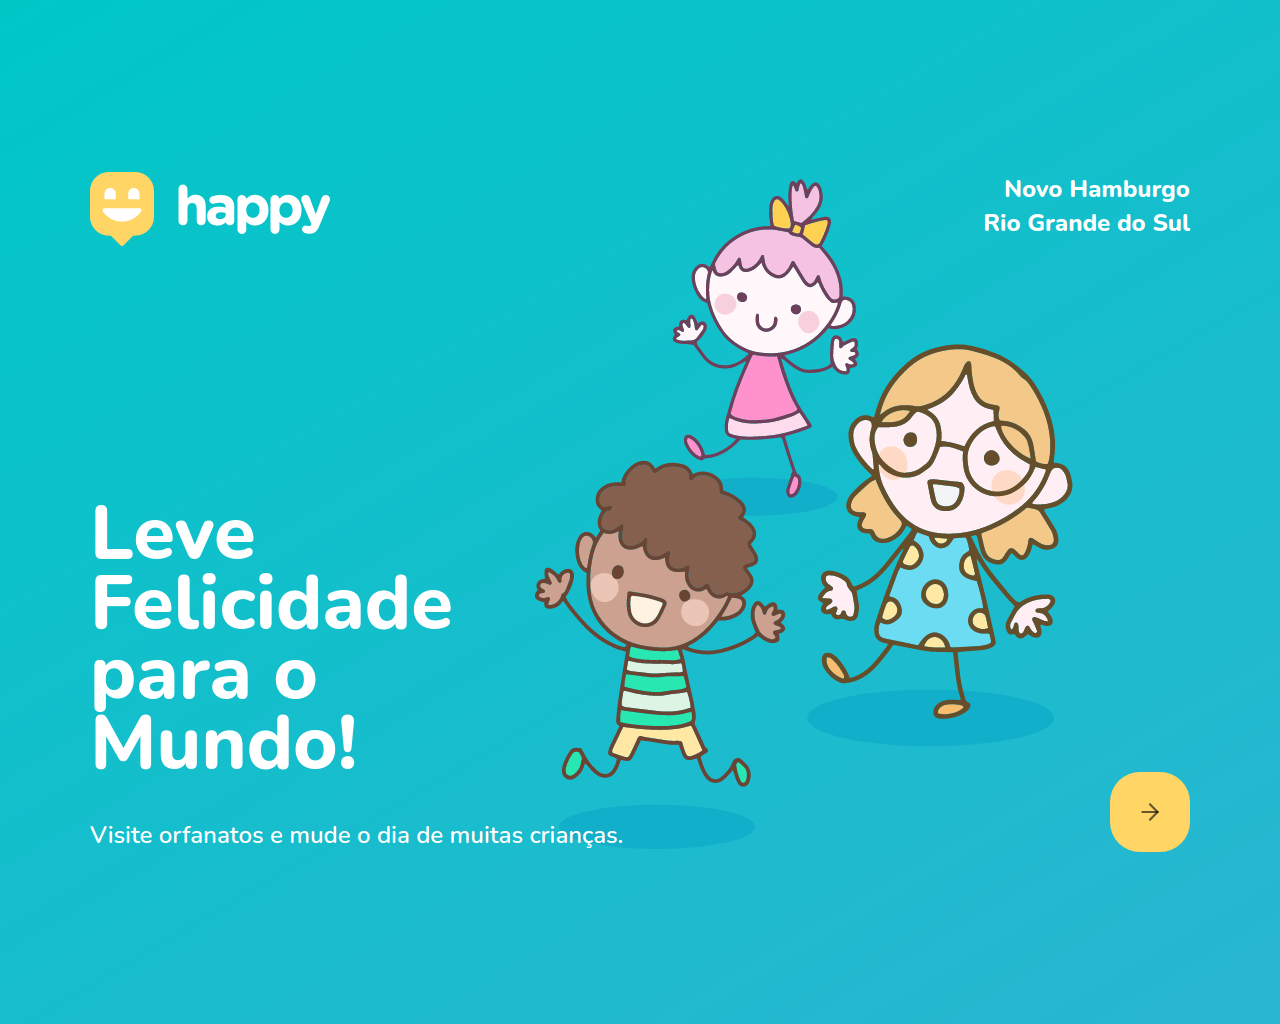 happy
Novo Hamburgo
Rio Grande do Sul
Leve
Felicidade
para o
Mundo!
Visite orfanatos e mude o dia de muitas crianças.